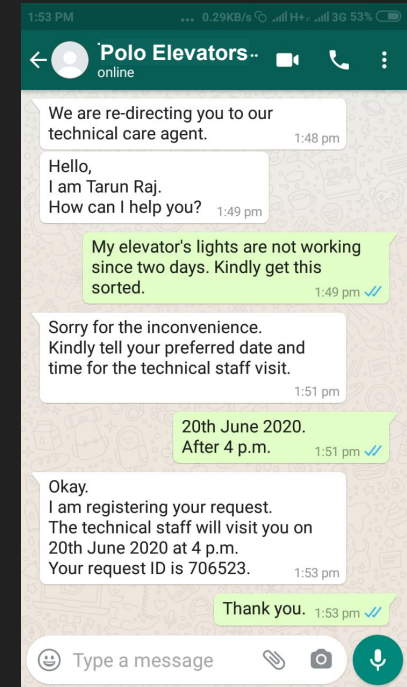 1:53 PM ... 0.29KB/s H+ 3G 53%
Polo Elevators..
online
We are re-directing you to our
technical care agent.
1:48 pm
Hello,
I am Tarun Raj.
How can I help you? 1:49 pm
My elevator's lights are not working
since two days. Kindly get this
sorted. 1:49 pm
Sorry for the inconvenience.
Kindly tell your preferred date and
time for the technical staff visit.
1:51 pm
20th June 2020.
After 4 p.m. 1:51 pm
Okay.
I am registering your request.
The technical staff will visit you on
20th June 2020 at 4 p.m.
Your request ID is 706523. 1:53 pm
Thank you. 1:53 pm
Type a message